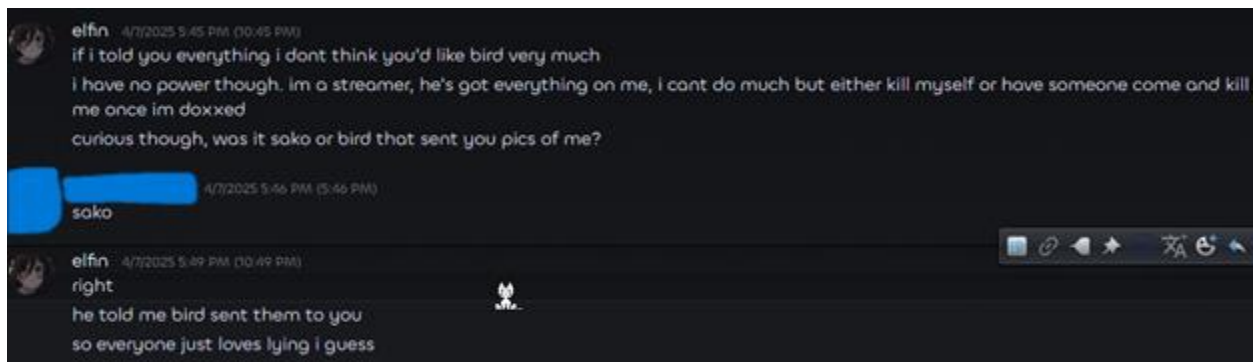 elfin 4/7/2025 5:45 PM (10:45 PM)
if i told you everything i dont think you'd like bird very much
i have no power though. im a streamer, he's got everything on me, i cant do much but either kill myself or have someone come and kill
me once im doxxed
curious though, was it sako or bird that sent you pics of me?
4/7/2025 5:46 PM (5:46 PM)
sako
elfin 4/7/2025 5:49 PM (10:49 PM)
right
he told me bird sent them to you
so everyone just loves lying i guess